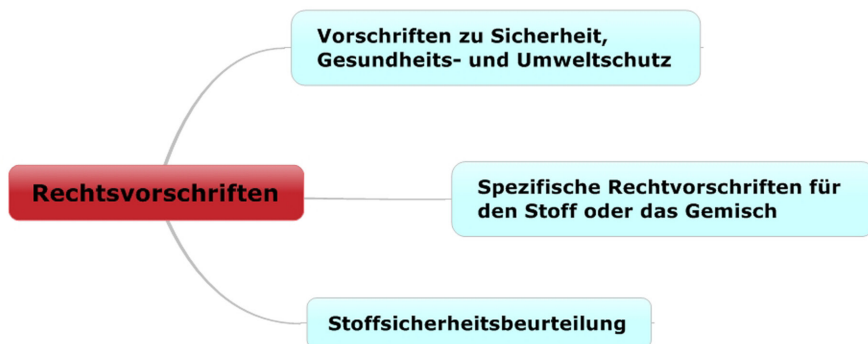 Vorschriften zu Sicherheit,
Gesundheits- und Umweltschutz
Rechtsvorschriften
Spezifische Rechtvorschriften für
den Stoff oder das Gemisch
Stoffsicherheitsbeurteilung